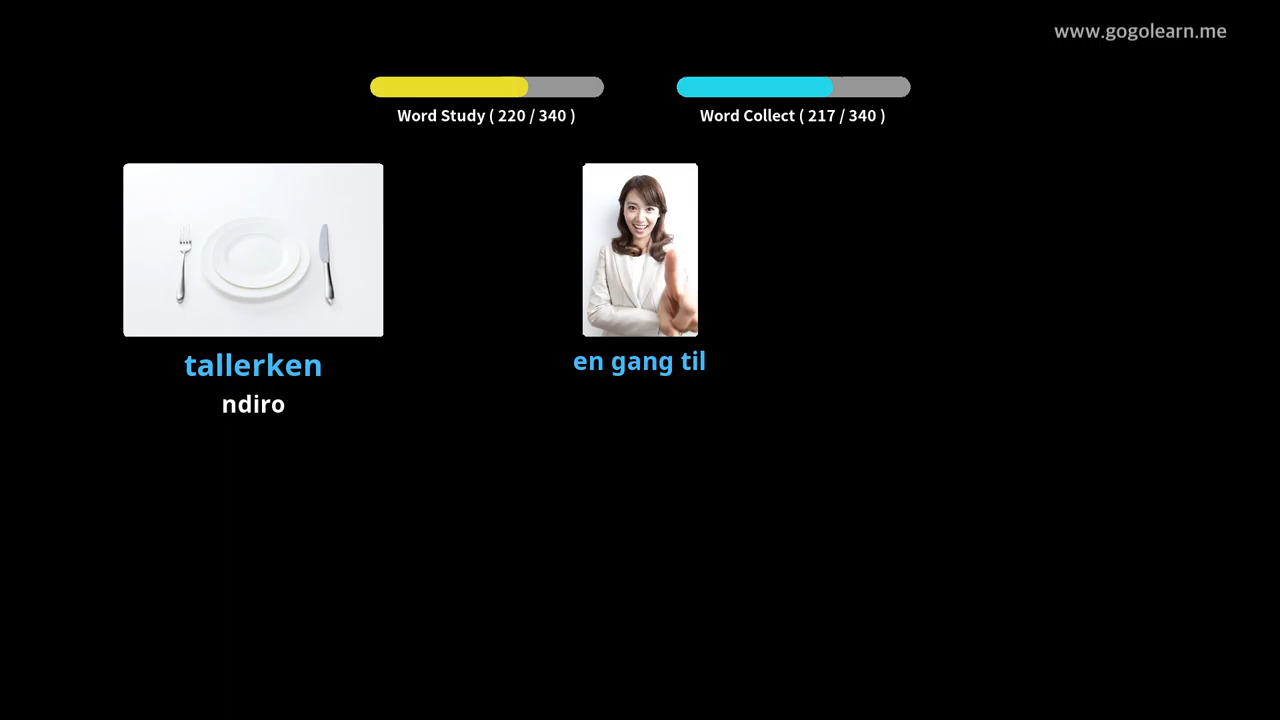 www.gogolearn.me
Word Study ( 220 / 340 )
Word Collect ( 217 / 340 )
tallerken
ndiro
en gang til